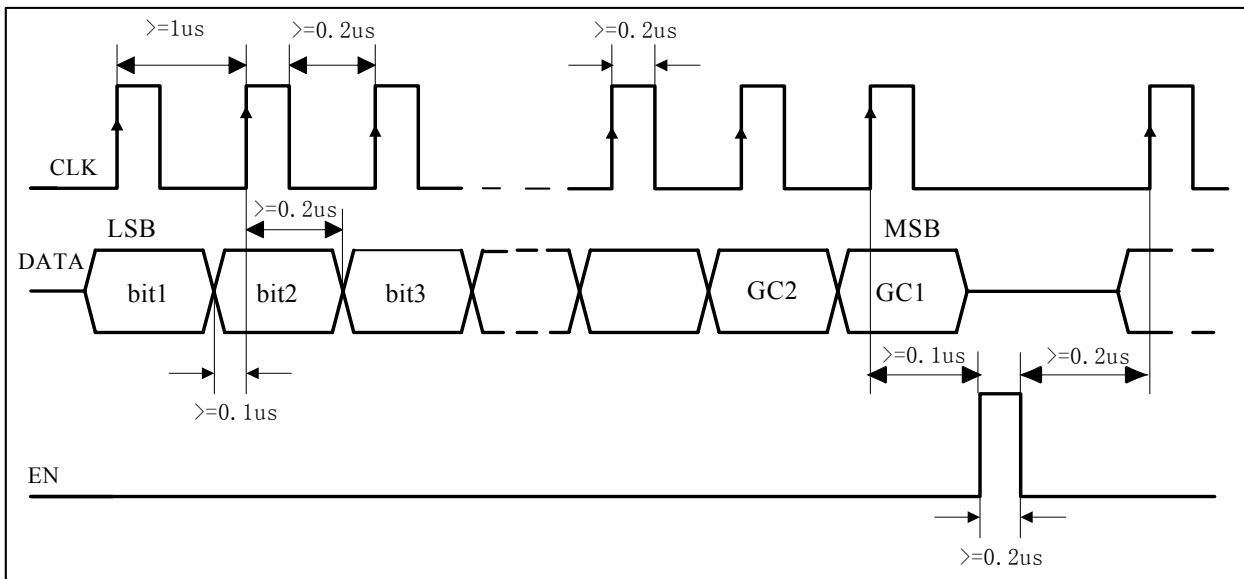 >=1us
>=0.2us
>=0.2us
CLK
>=0.2us
LSB
MSB
DATA
bit1
bit2
bit3
GC2
GC1
>=0.1us
>=0.2us
>=0.1us
EN
>=0.2us